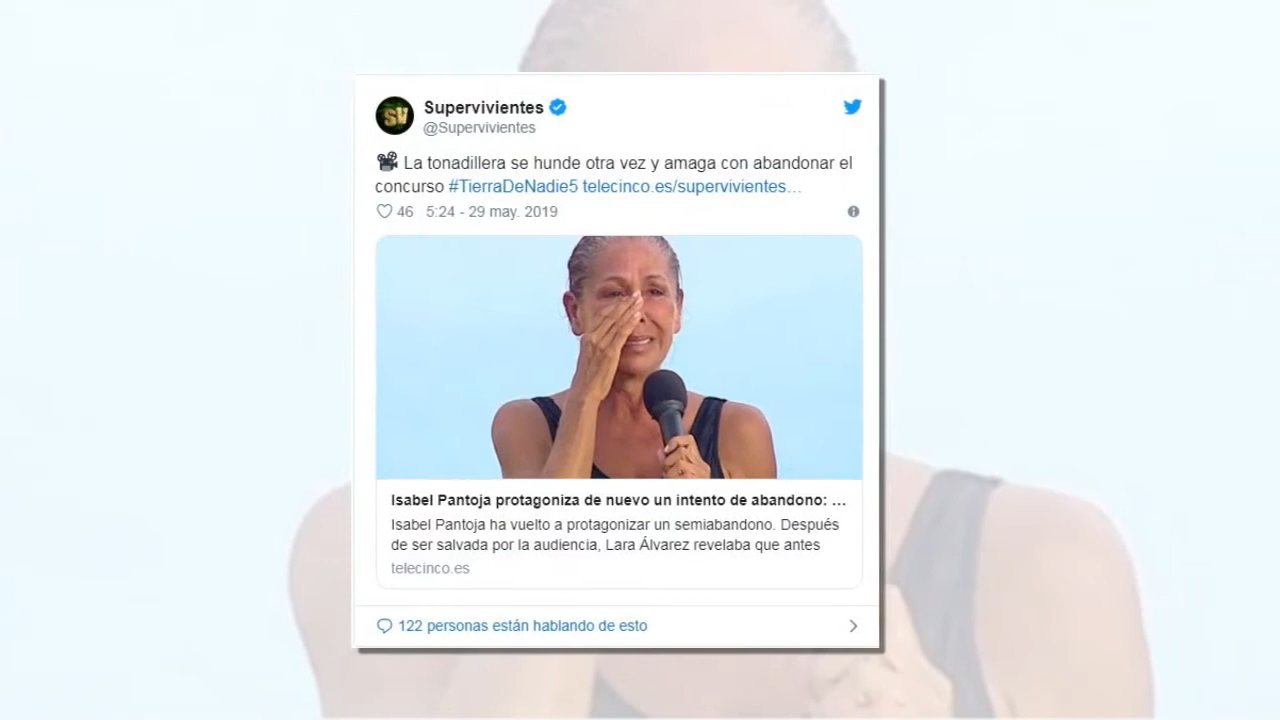 SV
Supervivientes
@Supervivientes
🎥 La tonadillera se hunde otra vez y amaga con abandonar el
concurso #TierraDeNadie5 telecinco.es/supervivientes…
46 5:24 - 29 may. 2019
Isabel Pantoja protagoniza de nuevo un intento de abandono: ...
Isabel Pantoja ha vuelto a protagonizar un semiabandono. Después
de ser salvada por la audiencia, Lara Álvarez revelaba que antes
telecinco.es
122 personas están hablando de esto